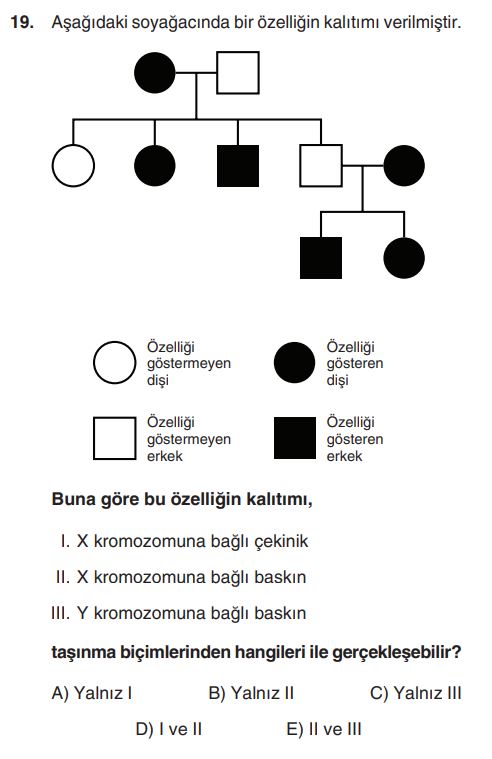 19. Aşağıdaki soyağacında bir özelliğin kalıtımı verilmiştir.
Özelliği
göstermeyen
dişi
Özelliği
gösteren
dişi
Özelliği
göstermeyen
erkek
Özelliği
gösteren
erkek
Buna göre bu özelliğin kalıtımı,
I. X kromozomuna bağlı çekinik
II. X kromozomuna bağlı baskın
III. Y kromozomuna bağlı baskın
taşınma biçimlerinden hangileri ile gerçekleşebilir?
A) Yalnız I B) Yalnız II C) Yalnız III
D) I ve II E) II ve III